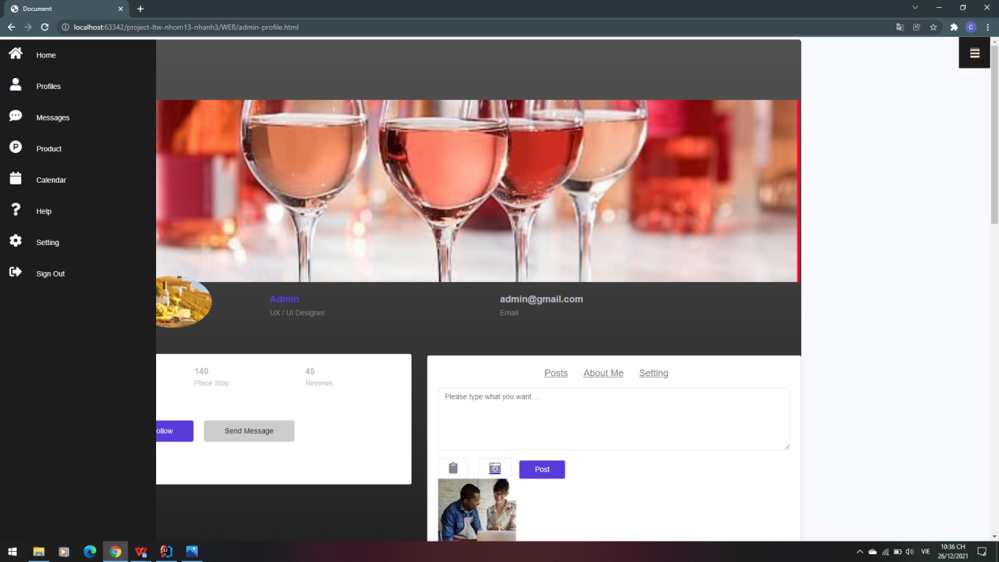 Document
localhost:63342/project-ltw-nhom13-nhanh3/WEB/admin-profile.html
C
Home
Profiles
Messages
P
Product
Calendar
?
Help
Setting
Sign Out
Admin
UX / UI Designer
admin@gmail.com
Email
140
Place Stay
45
Reviews
ollow
Send Message
Posts
About Me
Setting
Please type what you want....
Post
VIE
10:36 CH
26/12/2021